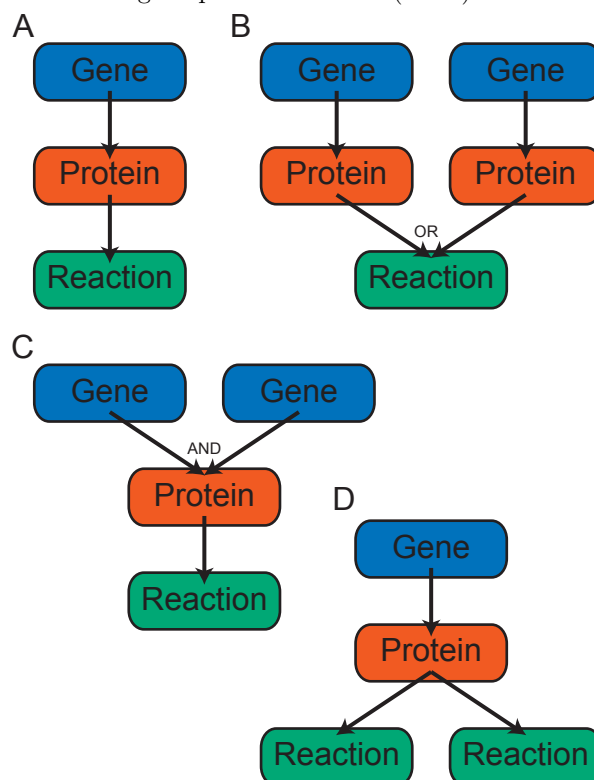 A
B
Gene
Gene
Gene
Protein
Protein
Protein
OR
Reaction
Reaction
C
Gene
Gene
AND
Protein
Reaction
D
Gene
Protein
Reaction
Reaction